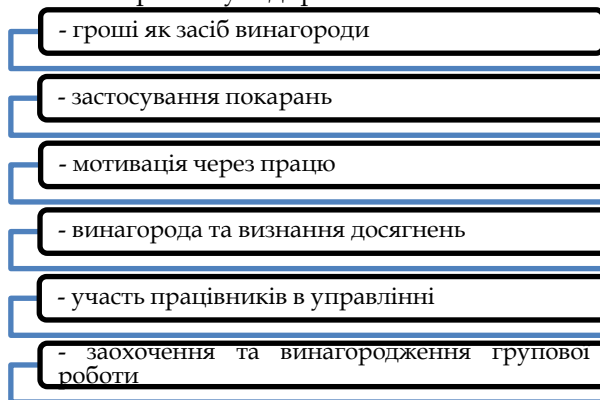 - гроші як засіб винагороди
- застосування покарань
- мотивація через працю
- винагорода та визнання досягнень
- участь працівників в управлінні
- заохочення та винагородження групової
роботи